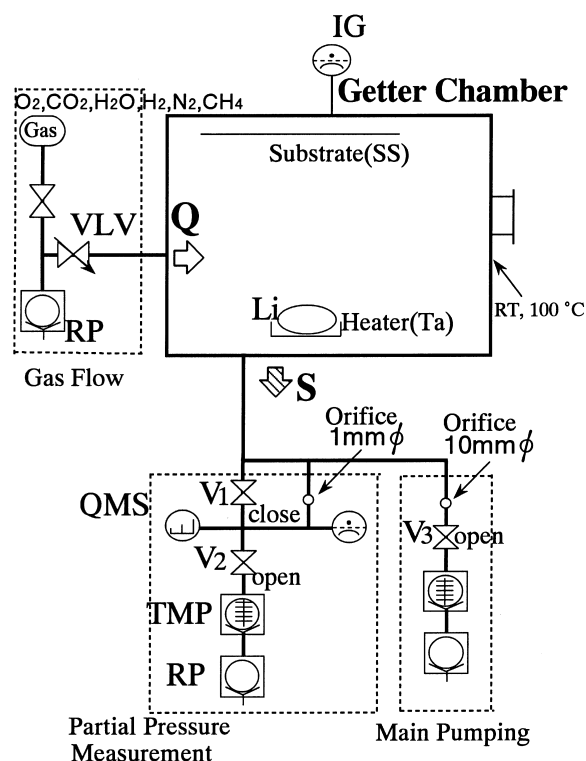 IG
O₂,CO₂,H₂O,H₂,N₂,CH₄
Getter Chamber
Gas
Substrate(SS)
VLV
Q
Li
Heater(Ta)
RT, 100 °C
RP
Gas Flow
S
Orifice
1mmϕ
Orifice
10mmϕ
QMS
V₁
close
V₂
open
V₃
open
TMP
RP
Partial Pressure
Measurement
Main Pumping